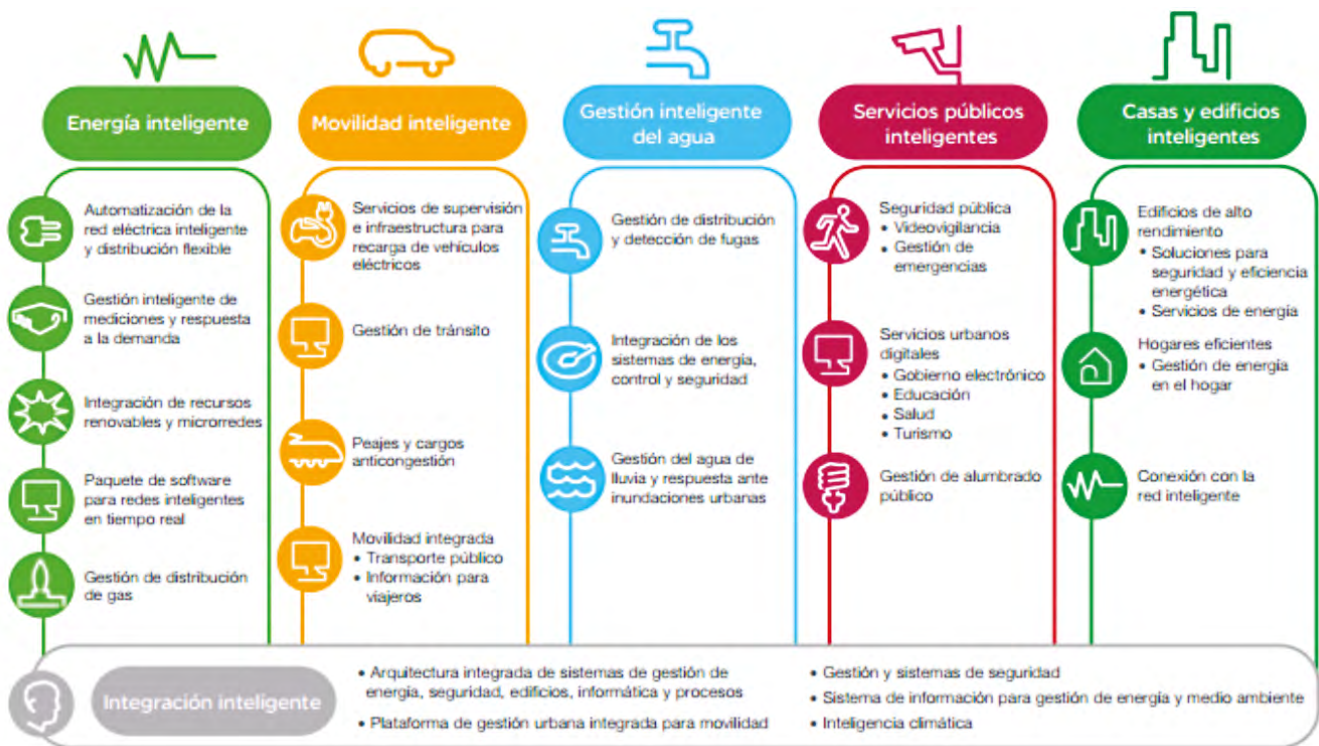 Energía inteligente
Automatización de la
red eléctrica inteligente
y distribución flexible
Gestión inteligente de
mediciones y respuesta
a la demanda
Integración de recursos
renovables y microrredes
Paquete de software
para redes inteligentes
en tiempo real
Gestión de distribución
de gas
Movilidad inteligente
Servicios de supervisión
e infraestructura para
recarga de vehículos
eléctricos
Gestión de tránsito
Peajes y cargos
anticongestión
Movilidad integrada
• Transporte público
• Información para
viajeros
Gestión inteligente
del agua
Gestión de distribución
y detección de fugas
Integración de los
sistemas de energía,
control y seguridad
Gestión del agua de
lluvia y respuesta ante
inundaciones urbanas
Servicios públicos
inteligentes
Seguridad pública
• Videovigilancia
• Gestión de
emergencias
Servicios urbanos
digitales
• Gobierno electrónico
• Educación
• Salud
• Turismo
Gestión de alumbrado
público
Casas y edificios
inteligentes
Edificios de alto
rendimiento
• Soluciones para
seguridad y eficiencia
energética
• Servicios de energía
Hogares eficientes
• Gestión de energía
en el hogar
Conexión con la
red inteligente
Integración inteligente
• Arquitectura integrada de sistemas de gestión de
energía, seguridad, edificios, informática y procesos
• Plataforma de gestión urbana integrada para movilidad
• Gestión y sistemas de seguridad
• Sistema de información para gestión de energía y medio ambiente
• Inteligencia climática